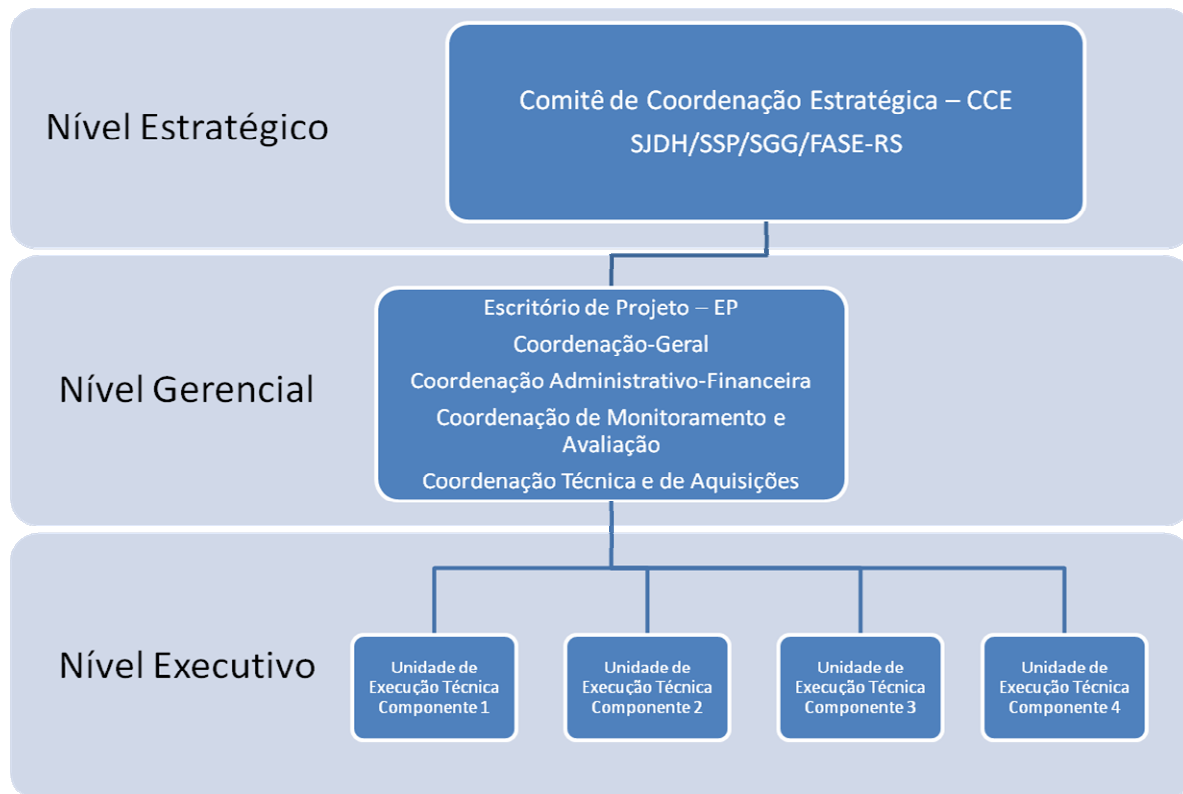 Nível Estratégico
Comitê de Coordenação Estratégica – CCE
SJDH/SSP/SGG/FASE-RS
Nível Gerencial
Escritório de Projeto – EP
Coordenação-Geral
Coordenação Administrativo-Financeira
Coordenação de Monitoramento e
Avaliação
Coordenação Técnica e de Aquisições
Nível Executivo
Unidade de
Execução Técnica
Componente 1
Unidade de
Execução Técnica
Componente 2
Unidade de
Execução Técnica
Componente 3
Unidade de
Execução Técnica
Componente 4